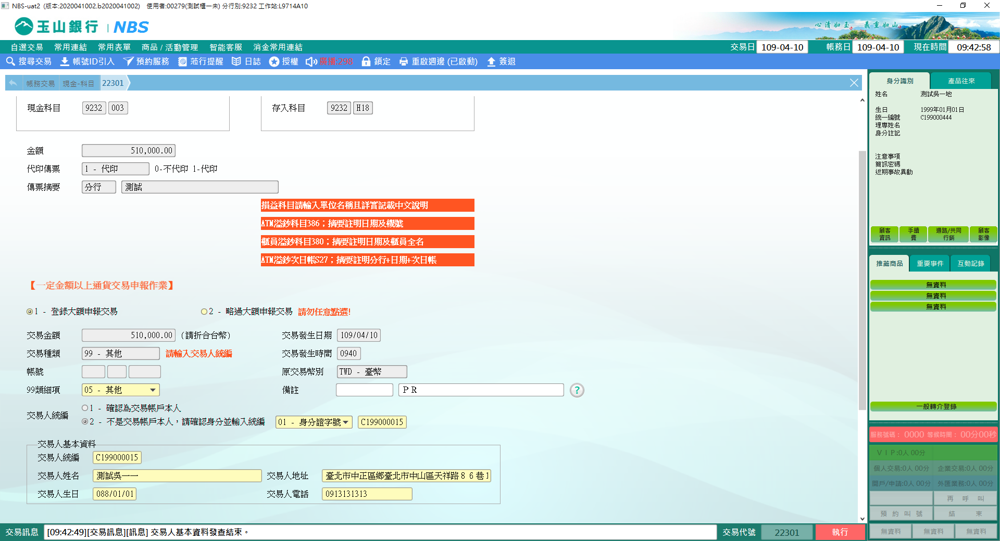 NBS-uat2 (版本:2020041002.b2020041002) 使用者:00279(測試櫃一未) 分行別:9232 工作站:L9714A10
玉山銀行 | NBS
心清如玉 義重如山
自選交易 常用連結 常用表單 商品 / 活動管理 智能客服 消金常用連結 交易日 109-04-10 帳務日 109-04-10 現在時間 09:42:58
搜尋交易 帳號ID引入 預約服務 蒞行提醒 日誌 授權 廣播:298 鎖定 重啟週邊 (已啟動) 簽退
帳務交易 現金-科目 22301
現金科目 9232 003 存入科目 9232 H18
金額 510,000.00
代印傳票 1 - 代印 0-不代印 1-代印
傳票摘要 分行 測試
損益科目請輸入單位名稱且詳實記載中文說明
ATM溢鈔科目386；摘要註明日期及機號
櫃員溢鈔科目380；摘要註明日期及櫃員全名
ATM溢鈔次日帳S27；摘要註明分行+日期+次日帳
【一定金額以上通貨交易申報作業】
1 - 登錄大額申報交易 2 - 略過大額申報交易 請勿任意點選!
交易金額 510,000.00 (請折合台幣) 交易發生日期 109/04/10
交易種類 99 - 其他 請輸入交易人統編 交易發生時間 0940
帳號 原交易幣別 TWD - 臺幣
99類細項 05 - 其他 備註 ＰＲ ?
交易人統編 1 - 確認為交易帳戶本人
2 - 不是交易帳戶本人，請確認身分並輸入統編 01 - 身分證字號 C199000015
交易人基本資料
交易人統編 C199000015
交易人姓名 測試吳一一 交易人地址 臺北市中正區鄉臺北市中山區天祥路８６巷1
交易人生日 088/01/01 交易人電話 0913131313
交易訊息 [09:42:49][交易訊息][訊息] 交易人基本資料發查結束。 交易代號 22301 執行
身分識別 產品往來
姓名 測試吳一地
生日 1999年01月01日
統一編號 C199000444
理專姓名
身分註記
注意事項
簡訊密碼
近期事故異動
顧客資訊 手續費 通路/共同行銷 顧客影像
推薦商品 重要事件 互動記錄
無資料
無資料
無資料
一般轉介登錄
服務號碼： 0000 等候時間： 00分00秒
ＶＩＰ:0人 00分
個人交易:0人 00分 企業交易:0人 00分
開戶/申請:0人 00分 外匯業務:0人 00分
再 呼 叫
預 約 叫 號 結 束
無資料 無資料 無資料